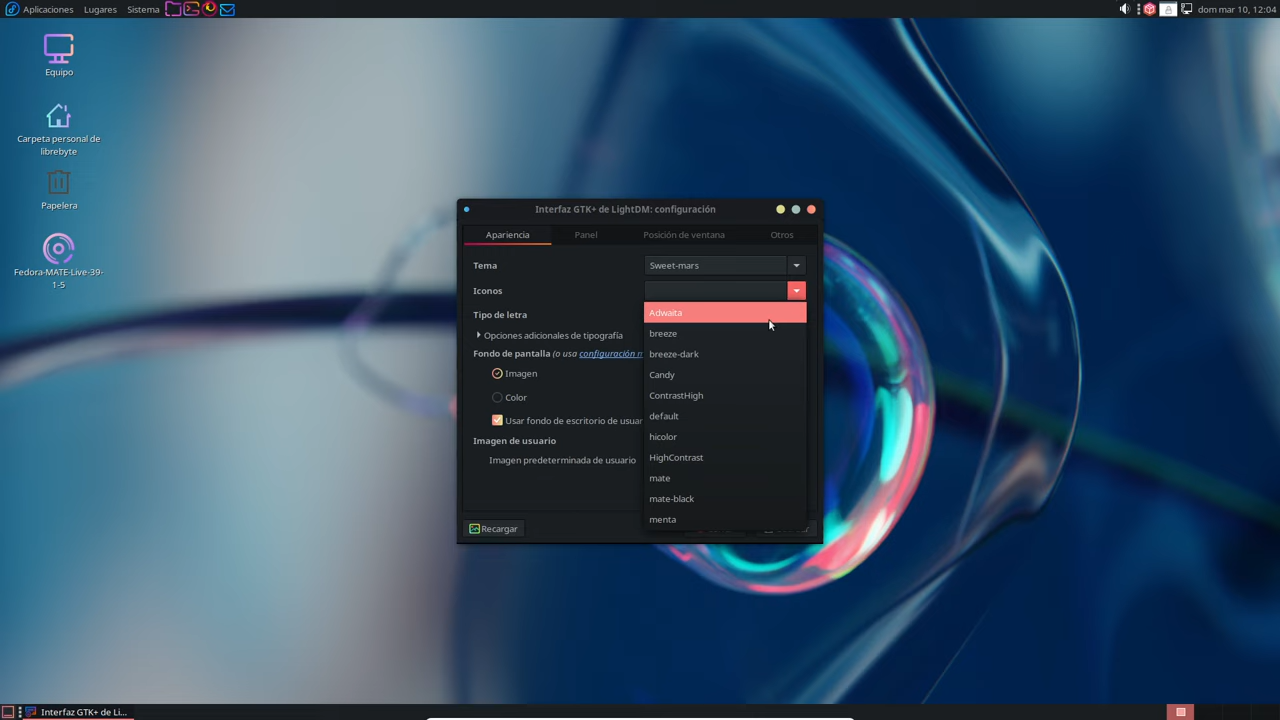 Aplicaciones Lugares Sistema
dom mar 10, 12:04
Equipo
Carpeta personal de
librebyte
Papelera
Fedora-MATE-Live-39-
1-5
Interfaz GTK+ de LightDM: configuración
Apariencia Panel Posición de ventana Otros
Tema Sweet-mars
Iconos
Adwaita
Tipo de letra
breeze
Opciones adicionales de tipografía
Fondo de pantalla (o usa configuración
breeze-dark
Imagen
Candy
Color
ContrastHigh
Usar fondo de escritorio de
default
Imagen de usuario
hicolor
Imagen predeterminada de usuario
HighContrast
mate
mate-black
menta
Recargar
Interfaz GTK+ de Li...